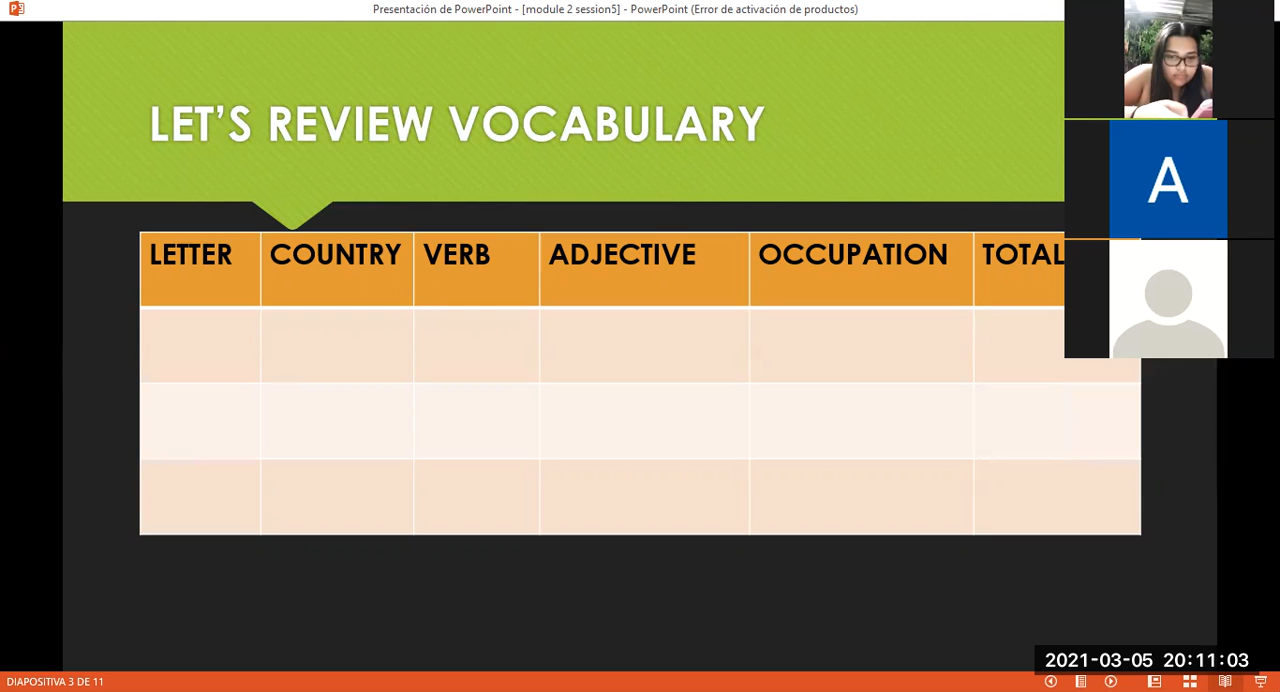 Presentación de PowerPoint - [module 2 session5] - PowerPoint (Error de activación de productos)
LET'S REVIEW VOCABULARY
A
LETTER COUNTRY VERB ADJECTIVE OCCUPATION TOTAL
2021-03-05 20:11:03
DIAPOSITIVA 3 DE 11